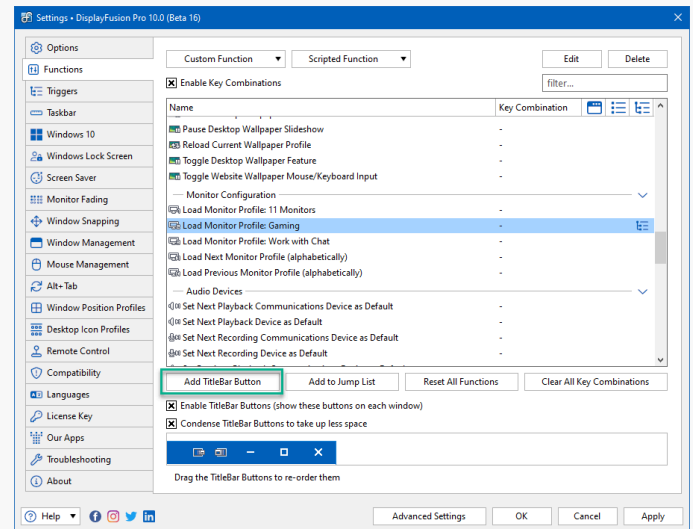 Settings • DisplayFusion Pro 10.0 (Beta 16)
Options
Functions
Triggers
Taskbar
Windows 10
Windows Lock Screen
Screen Saver
Monitor Fading
Window Snapping
Window Management
Mouse Management
Alt+Tab
Window Position Profiles
Desktop Icon Profiles
Remote Control
Compatibility
Languages
License Key
Our Apps
Troubleshooting
About
Custom Function Scripted Function Edit Delete
Enable Key Combinations filter...
Name Key Combination
Pause Desktop Wallpaper Slideshow -
Reload Current Wallpaper Profile -
Toggle Desktop Wallpaper Feature -
Toggle Website Wallpaper Mouse/Keyboard Input -
Monitor Configuration
Load Monitor Profile: 11 Monitors -
Load Monitor Profile: Gaming -
Load Monitor Profile: Work with Chat -
Load Next Monitor Profile (alphabetically) -
Load Previous Monitor Profile (alphabetically) -
Audio Devices
Set Next Playback Communications Device as Default -
Set Next Playback Device as Default -
Set Next Recording Communications Device as Default -
Set Next Recording Device as Default -
Add TitleBar Button Add to Jump List Reset All Functions Clear All Key Combinations
Enable TitleBar Buttons (show these buttons on each window)
Condense TitleBar Buttons to take up less space
Drag the TitleBar Buttons to re-order them
Help Advanced Settings OK Cancel Apply